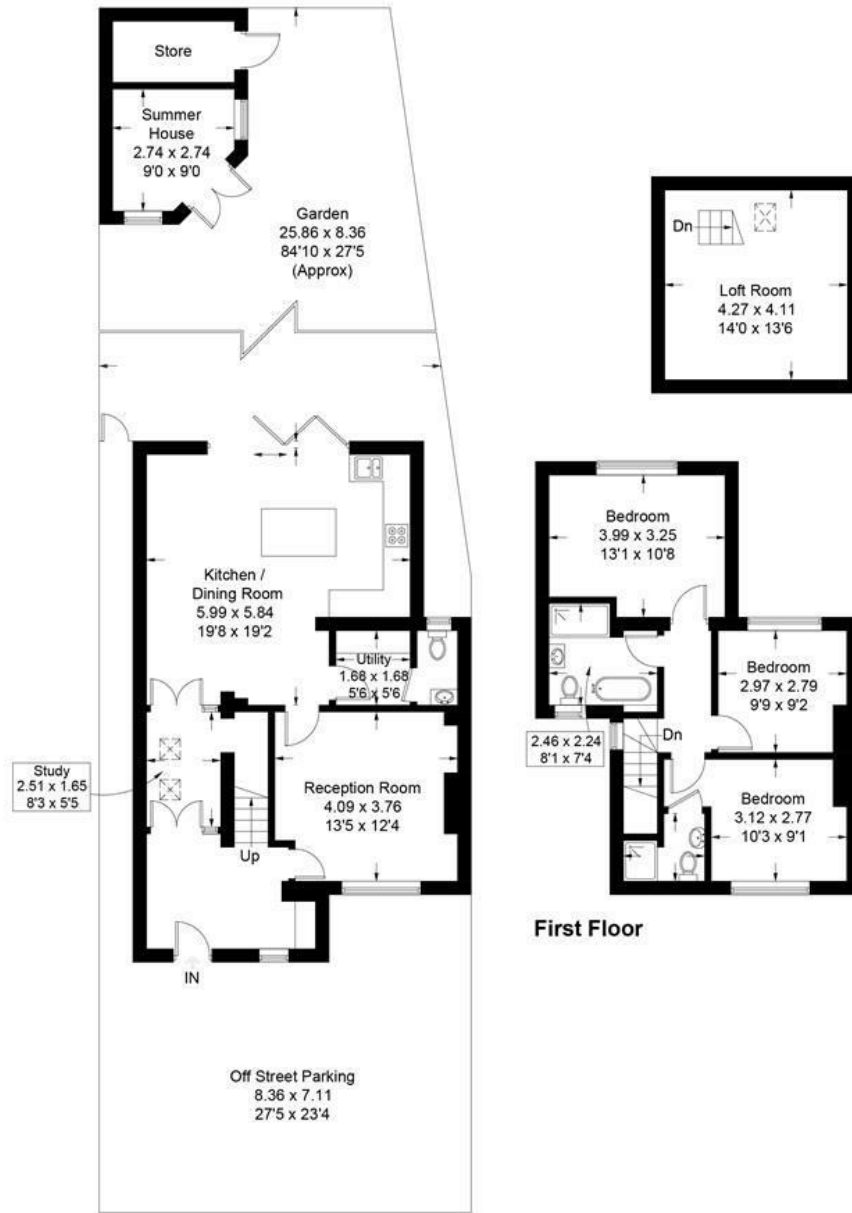 Store
Summer
House
2.74 x 2.74
9'0 x 9'0
Garden
25.86 x 8.36
84'10 x 27'5
(Approx)
Dn
Loft Room
4.27 x 4.11
14'0 x 13'6
Kitchen /
Dining Room
5.99 x 5.84
19'8 x 19'2
Utility
1.68 x 1.68
5'6 x 5'6
Study
2.51 x 1.65
8'3 x 5'5
Reception Room
4.09 x 3.76
13'5 x 12'4
Up
IN
Off Street Parking
8.36 x 7.11
27'5 x 23'4
Bedroom
3.99 x 3.25
13'1 x 10'8
Bedroom
2.97 x 2.79
9'9 x 9'2
2.46 x 2.24
8'1 x 7'4
Dn
Bedroom
3.12 x 2.77
10'3 x 9'1
First Floor